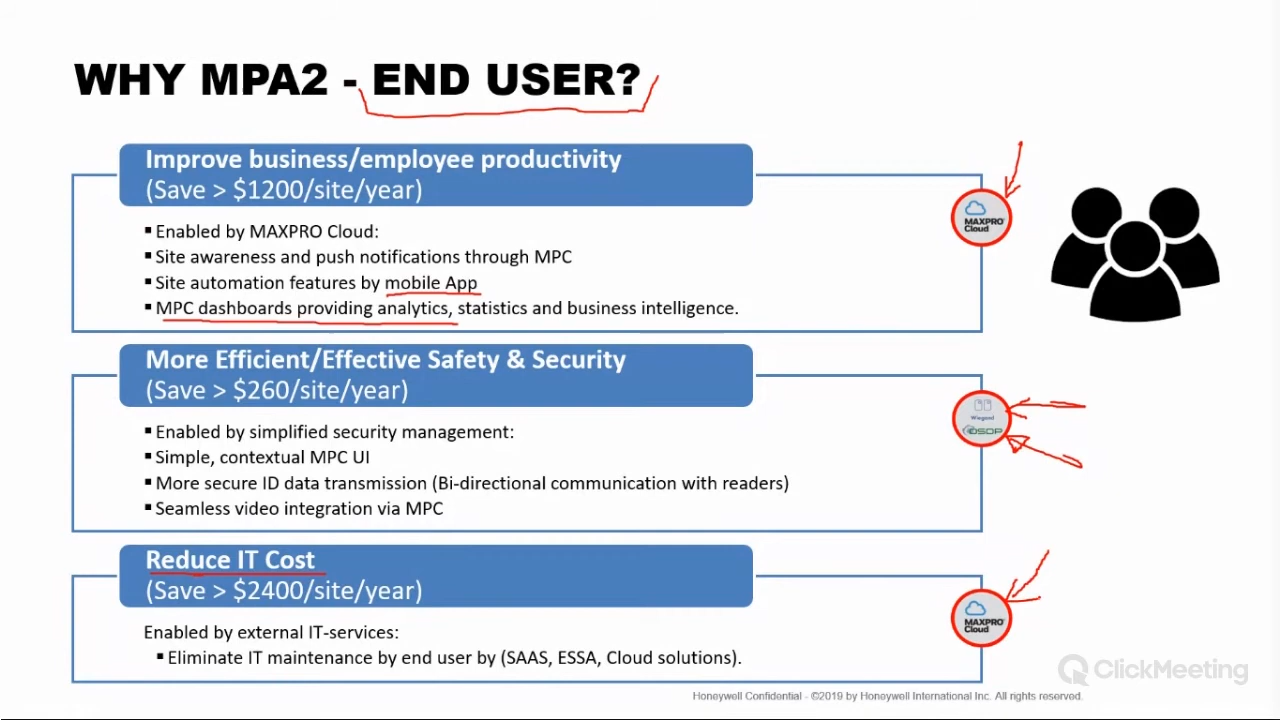 WHY MPA2 - END USER?
Improve business/employee productivity
(Save > $1200/site/year)
▪Enabled by MAXPRO Cloud:
▪Site awareness and push notifications through MPC
▪Site automation features by mobile App
▪MPC dashboards providing analytics, statistics and business intelligence.
MAXPRO
Cloud
More Efficient/Effective Safety & Security
(Save > $260/site/year)
▪Enabled by simplified security management:
▪Simple, contextual MPC UI
▪More secure ID data transmission (Bi-directional communication with readers)
▪Seamless video integration via MPC
Wiegand
OSDP
Reduce IT Cost
(Save > $2400/site/year)
Enabled by external IT-services:
▪Eliminate IT maintenance by end user by (SAAS, ESSA, Cloud solutions).
MAXPRO
Cloud
ClickMeeting
Honeywell Confidential - ©2019 by Honeywell International Inc. All rights reserved.